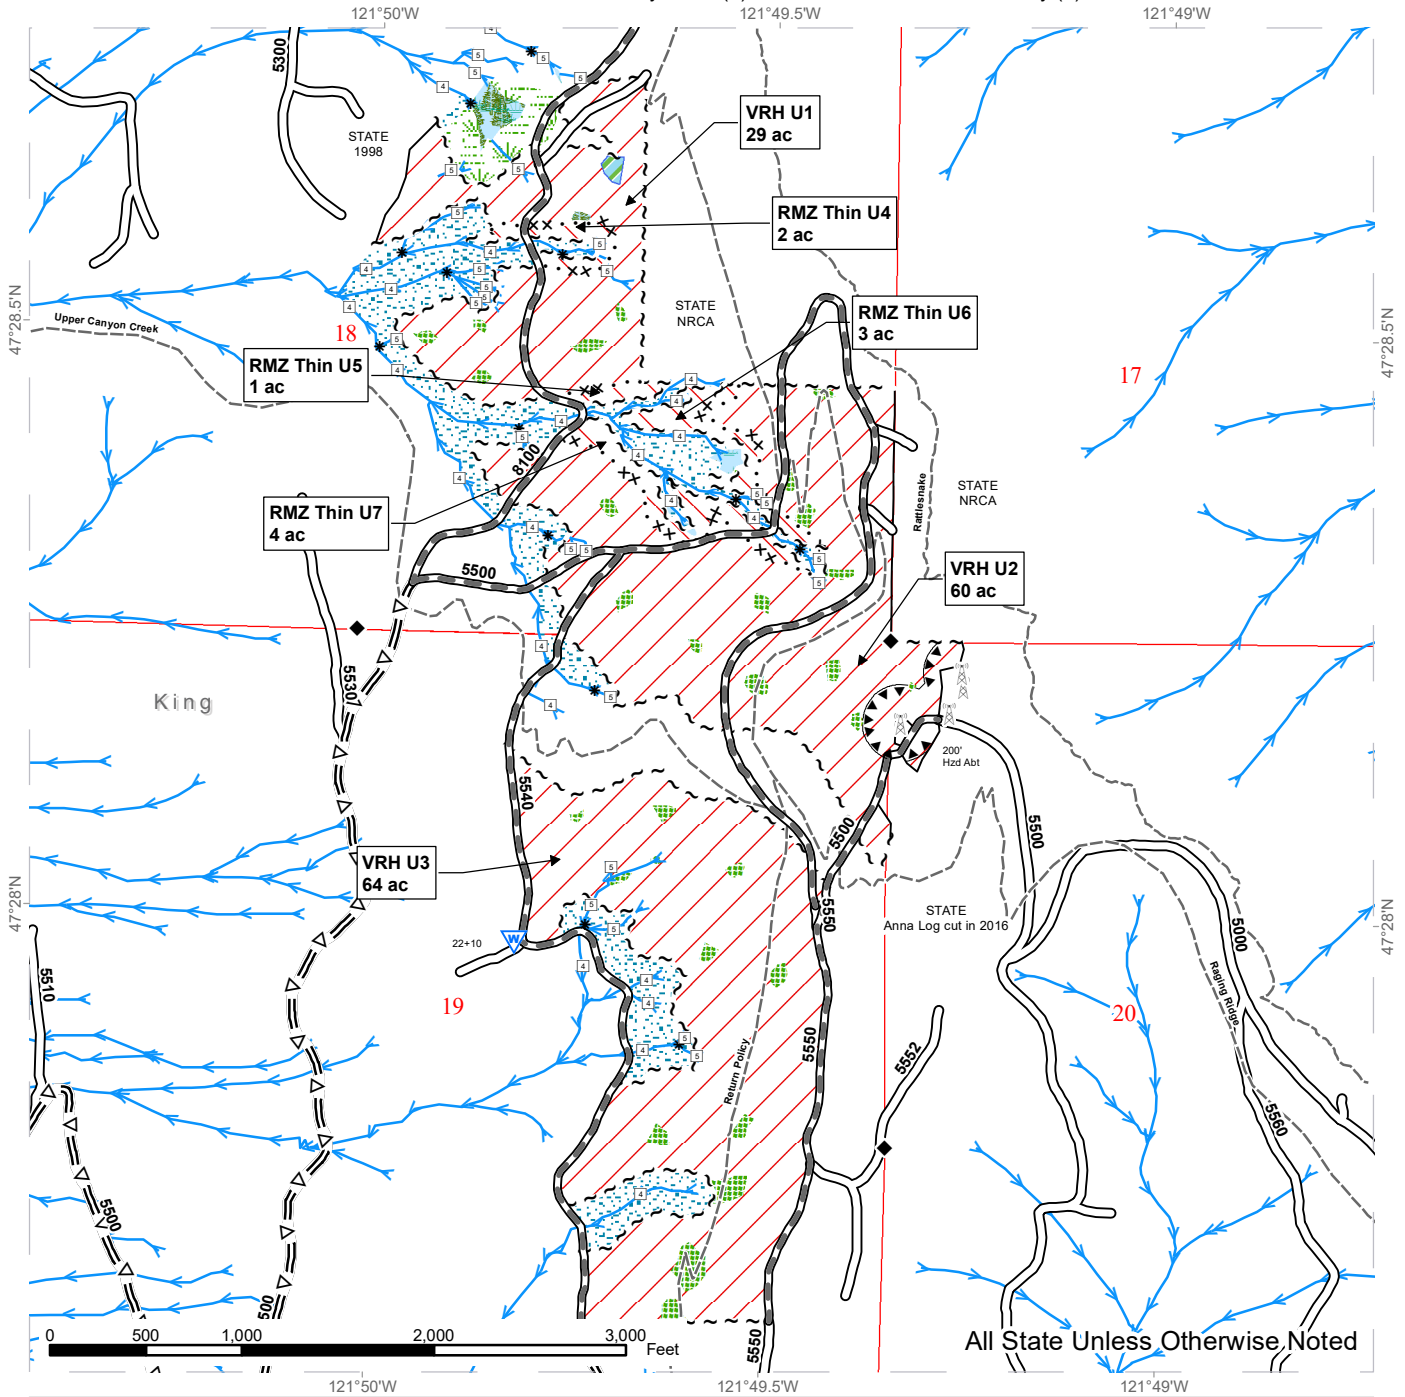 121°50'W
121°49.5'W
121°49'W
5300
STATE
1998
VRH U1
29 ac
RMZ Thin U4
2 ac
STATE
NRCA
RMZ Thin U6
3 ac
47°28.5'N
47°28.5'N
Upper Canyon Creek
18
17
RMZ Thin U5
1 ac
8100
STATE
NRCA
Rattlesnake
RMZ Thin U7
4 ac
5500
VRH U2
60 ac
5530
King
200'
Hzd Abt
5540
5500
5500
VRH U3
64 ac
47°28'N
47°28'N
5550
STATE
Anna Log cut in 2016
5000
W
22+10
5510
19
20
Raging Ridge
5550
5552
Return Policy
5560
5500
500
5550
0
500
1,000
2,000
3,000
Feet
All State Unless Otherwise Noted
121°50'W
121°49.5'W
121°49'W